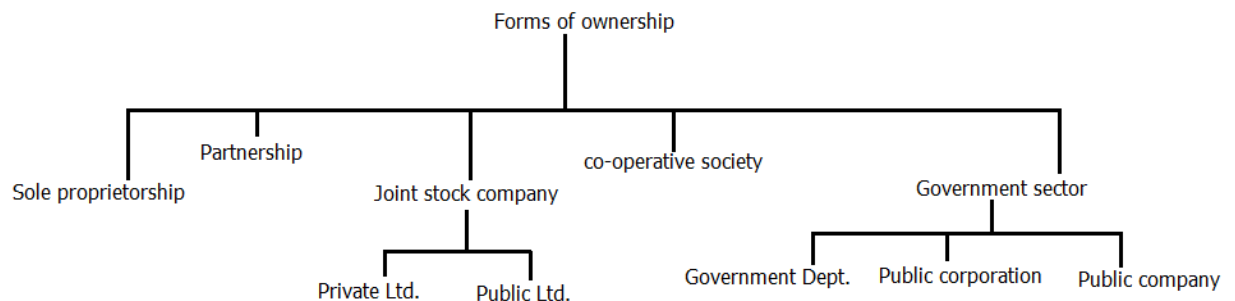 Forms of ownership
Partnership
co-operative society
Sole proprietorship
Joint stock company
Government sector
Private Ltd.
Public Ltd.
Government Dept.
Public corporation
Public company